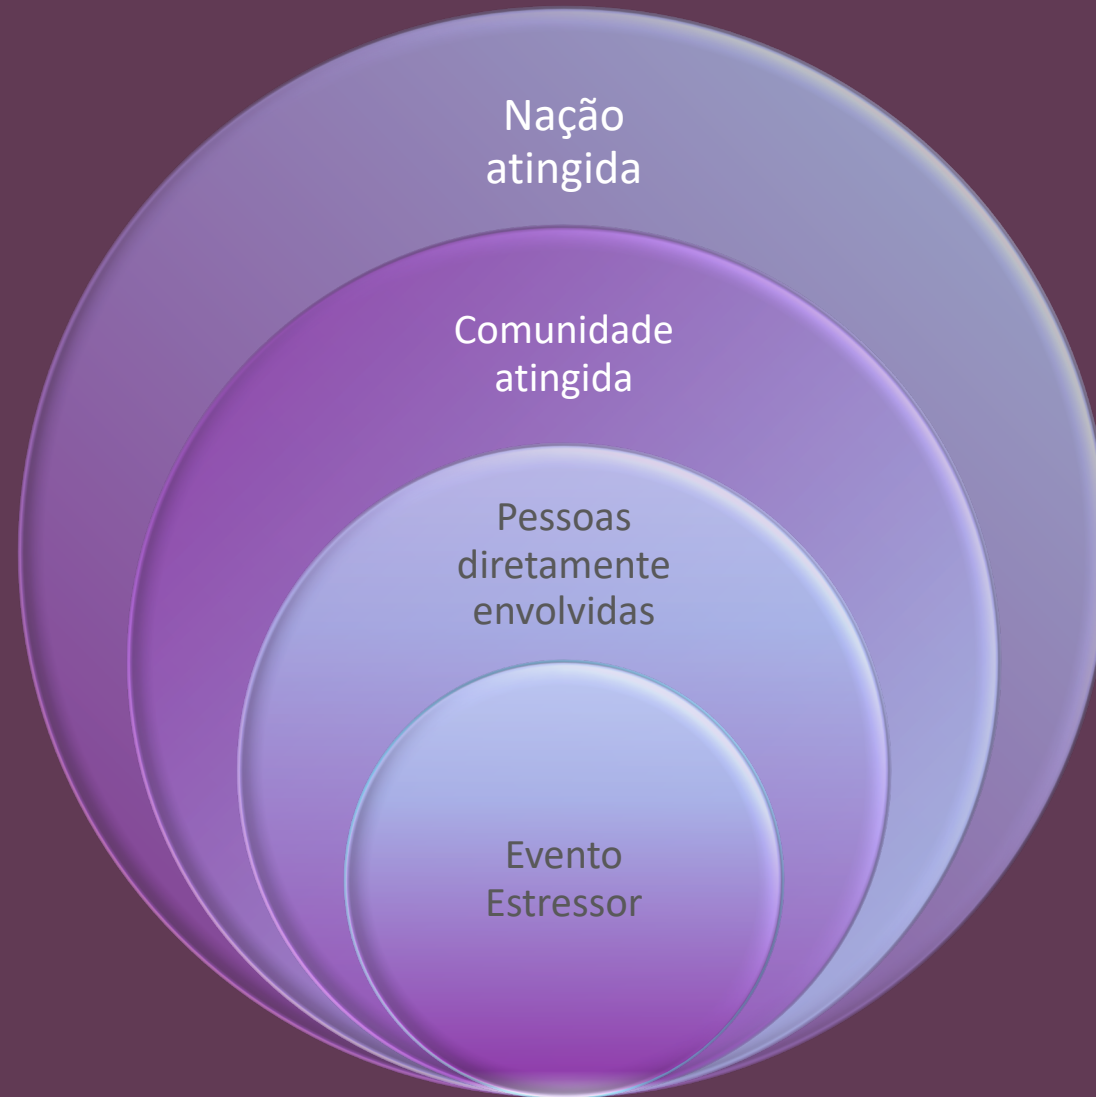 Nação
atingida
Comunidade
atingida
Pessoas
diretamente
envolvidas
Evento
Estressor